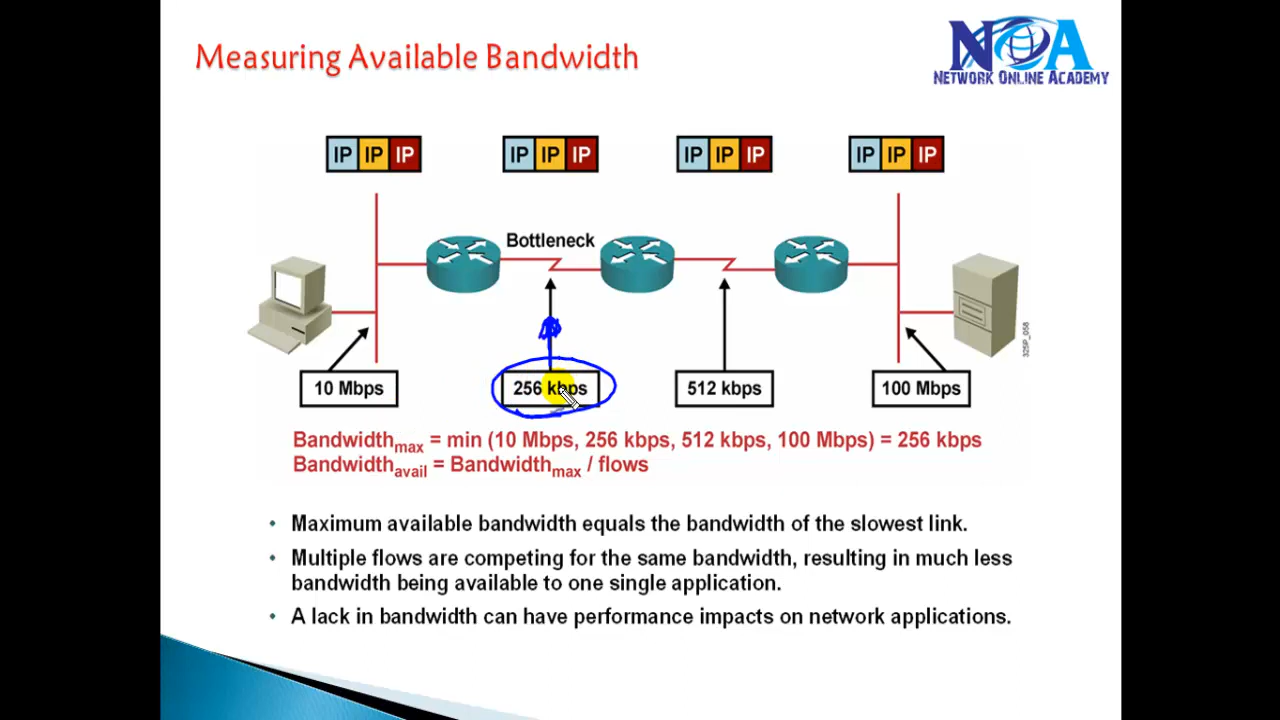 Measuring Available Bandwidth
NOA
NETWORK ONLINE ACADEMY
IP IP IP
IP IP IP
IP IP IP
IP IP IP
Bottleneck
325P_058
10 Mbps
256 kbps
512 kbps
100 Mbps
Bandwidthmax = min (10 Mbps, 256 kbps, 512 kbps, 100 Mbps) = 256 kbps
Bandwidthavail = Bandwidthmax / flows
Maximum available bandwidth equals the bandwidth of the slowest link.
Multiple flows are competing for the same bandwidth, resulting in much less
bandwidth being available to one single application.
A lack in bandwidth can have performance impacts on network applications.